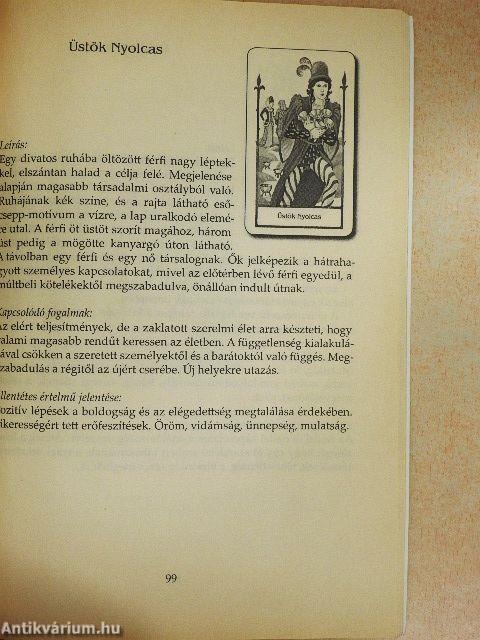 Üstök Nyolcas
Üstök Nyolcas
Leírás:
Egy divatos ruhába öltözött férfi nagy léptek-
kel, elszántan halad a célja felé. Megjelenése
alapján magasabb társadalmi osztályból való.
Ruhájának kék színe, és a rajta látható eső-
csepp-motívum a vízre, a lap uralkodó elemé-
re utal. A férfi öt üstöt szorít magához, három
üst pedig a mögötte kanyargó úton látható.
A távolban egy férfi és egy nő társalognak. Ők jelképezik a hátraha-
gyott személyes kapcsolatokat, mivel az előtérben lévő férfi egyedül, a
múltbeli kötelékektől megszabadulva, önállóan indult útnak.
Kapcsolódó fogalmak:
Az elért teljesítmények, de a zaklatott szerelmi élet arra készteti, hogy
valami magasabb rendűt keressen az életben. A függetlenség kialakulá-
sával csökken a szeretett személyektől és a barátoktól való függés. Meg-
szabadulás a régitől az újért cserébe. Új helyekre utazás.
Ellentétes értelmű jelentése:
Pozitív lépések a boldogság és az elégedettség megtalálása érdekében.
Sikerességért tett erőfeszítések. Öröm, vidámság, ünnepség, mulatság.
99
Antikvárium.hu